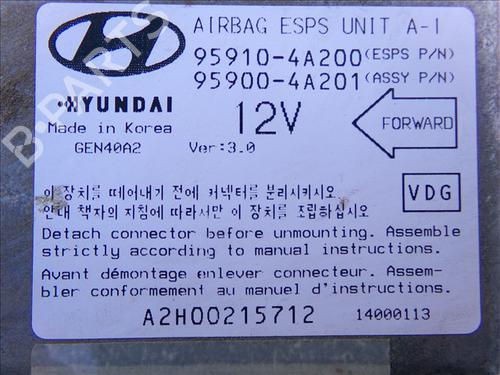 AIRBAG ESPS UNIT A-1
95910-4A200 (ESPS P/N)
95900-4A201 (ASSY P/N)
HYUNDAI
Made in Korea
GEN40A2
12V
Ver:3.0
FORWARD
VDG
이 장치를 떼어내기 전에 커넥터를 분리시키시오.
안내 책자의 지침에 따라서만 이 장치를 조립하십시오
Detach connector before unmounting. Assemble
strictly according to manual instructions.
Avant démontage enlever connecteur. Assem-
bler conformement au manuel d'instructions.
A2H00215712
14000113
B-PARTS